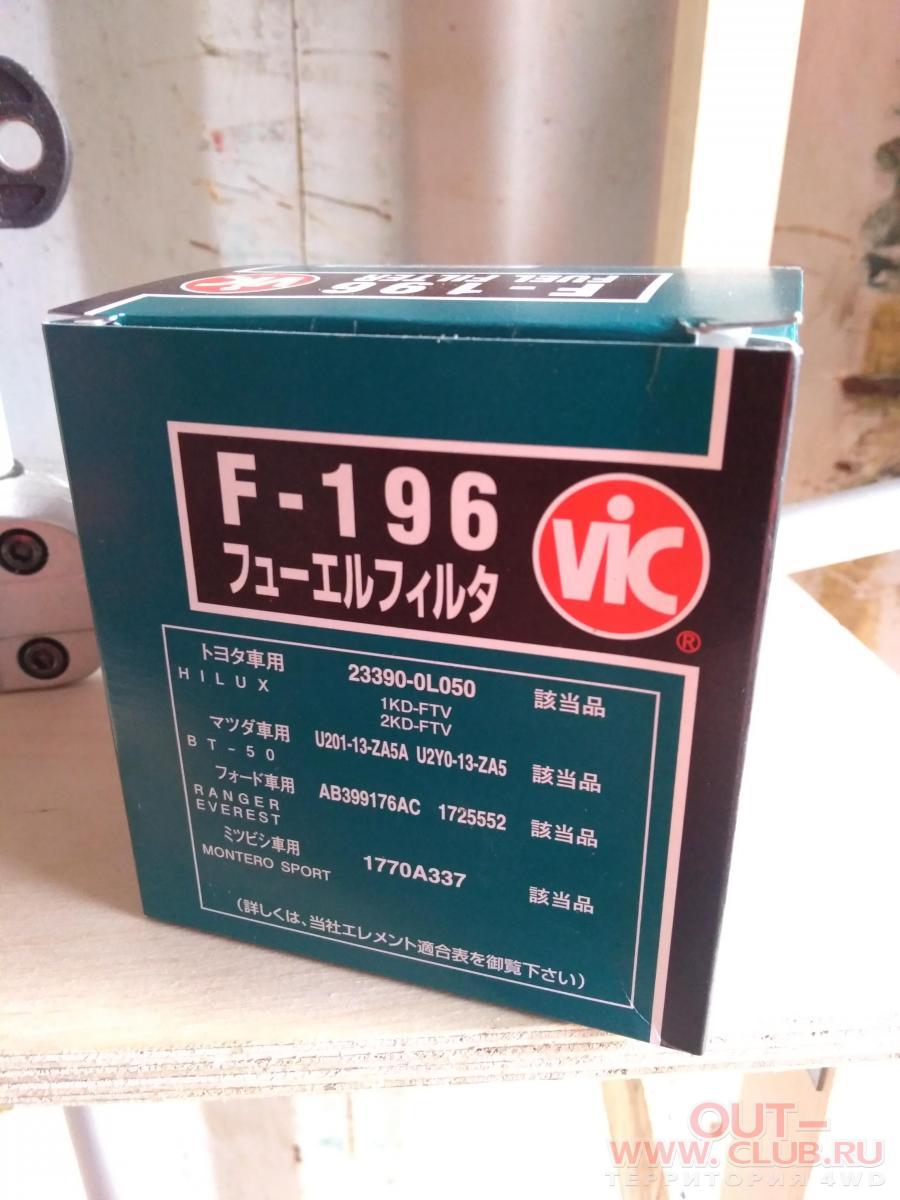 ViC F-196
FUEL FILTER
F-196
フューエルフィルタ
ViC
®
トヨタ車用 23390-0L050 該当品
HILUX 1KD-FTV
2KD-FTV
マツダ車用 U201-13-ZA5A U2Y0-13-ZA5 該当品
BT-50
フォード車用 AB399176AC 1725552 該当品
RANGER
EVEREST
ミツビシ車用 1770A337 該当品
MONTERO SPORT
(詳しくは、当社エレメント適合表を御覧下さい)
OUT-
WWW.CLUB.RU
ТЕРРИТОРИЯ 4WD